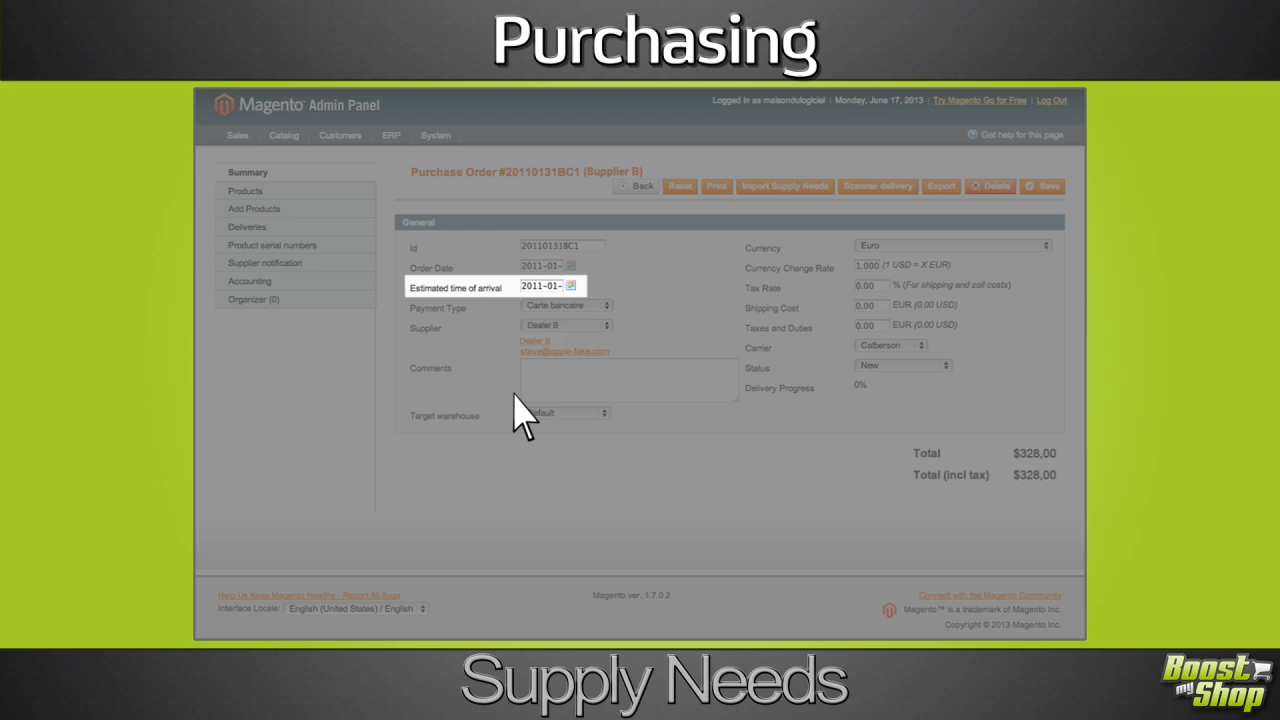 Purchasing
Magento Admin Panel
Logged in as maisondulogiciel | Monday, June 17, 2013 | Try Magento Go for Free | Log Out
Sales Catalog Customers ERP System
Get help for this page
Summary
Products
Add Products
Deliveries
Product serial numbers
Supplier notification
Accounting
Organizer (0)
Purchase Order #20110131BC1 (Supplier B)
Back Reset Print Import Supply Needs Scanner delivery Export Delete Save
General
Id 20110131BC1
Order Date 2011-01-
Estimated time of arrival 2011-01-
Payment Type Carte bancaire
Supplier Dealer B
Dealer B
steve@apple-fake.com
Comments
Target warehouse efault
Currency Euro
Currency Change Rate 1.000 (1 USD = X EUR)
Tax Rate 0.00 % (For shipping and zoll costs)
Shipping Cost 0.00 EUR (0.00 USD)
Taxes and Duties 0.00 EUR (0.00 USD)
Carrier Calberson
Status New
Delivery Progress 0%
Total $328,00
Total (incl tax) $328,00
Help Us Keep Magento Healthy - Report All Bugs
Interface Locale: English (United States) / English
Magento ver. 1.7.0.2
Connect with the Magento Community
Magento™ is a trademark of Magento Inc.
Copyright © 2013 Magento Inc.
Supply Needs
Boost
my
Shop